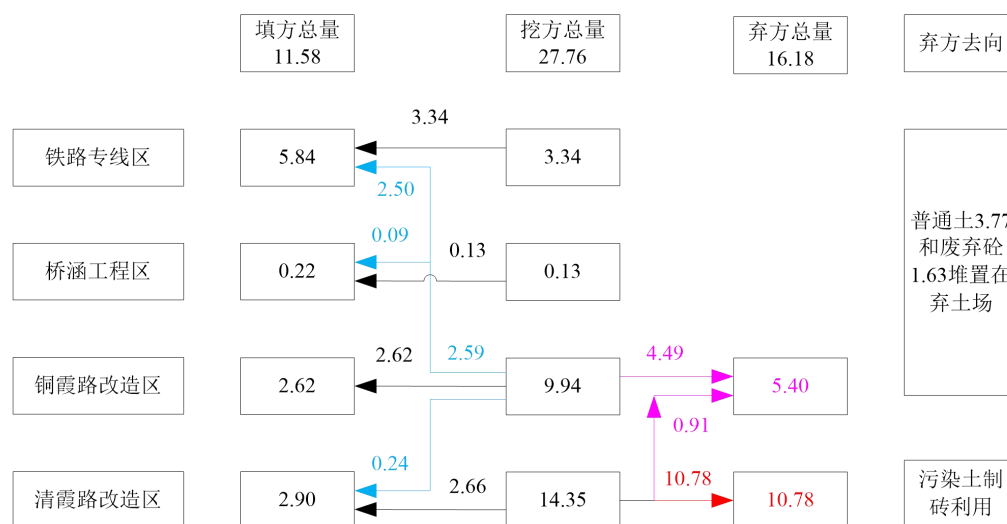 填方总量
11.58
挖方总量
27.76
弃方总量
16.18
弃方去向
铁路专线区
5.84
3.34
3.34
2.50
桥涵工程区
0.22
0.09
0.13
0.13
普通土3.77
和废弃砼
1.63堆置在
弃土场
铜霞路改造区
2.62
2.62
2.59
9.94
4.49
5.40
0.91
清霞路改造区
2.90
0.24
2.66
14.35
10.78
10.78
污染土制
砖利用